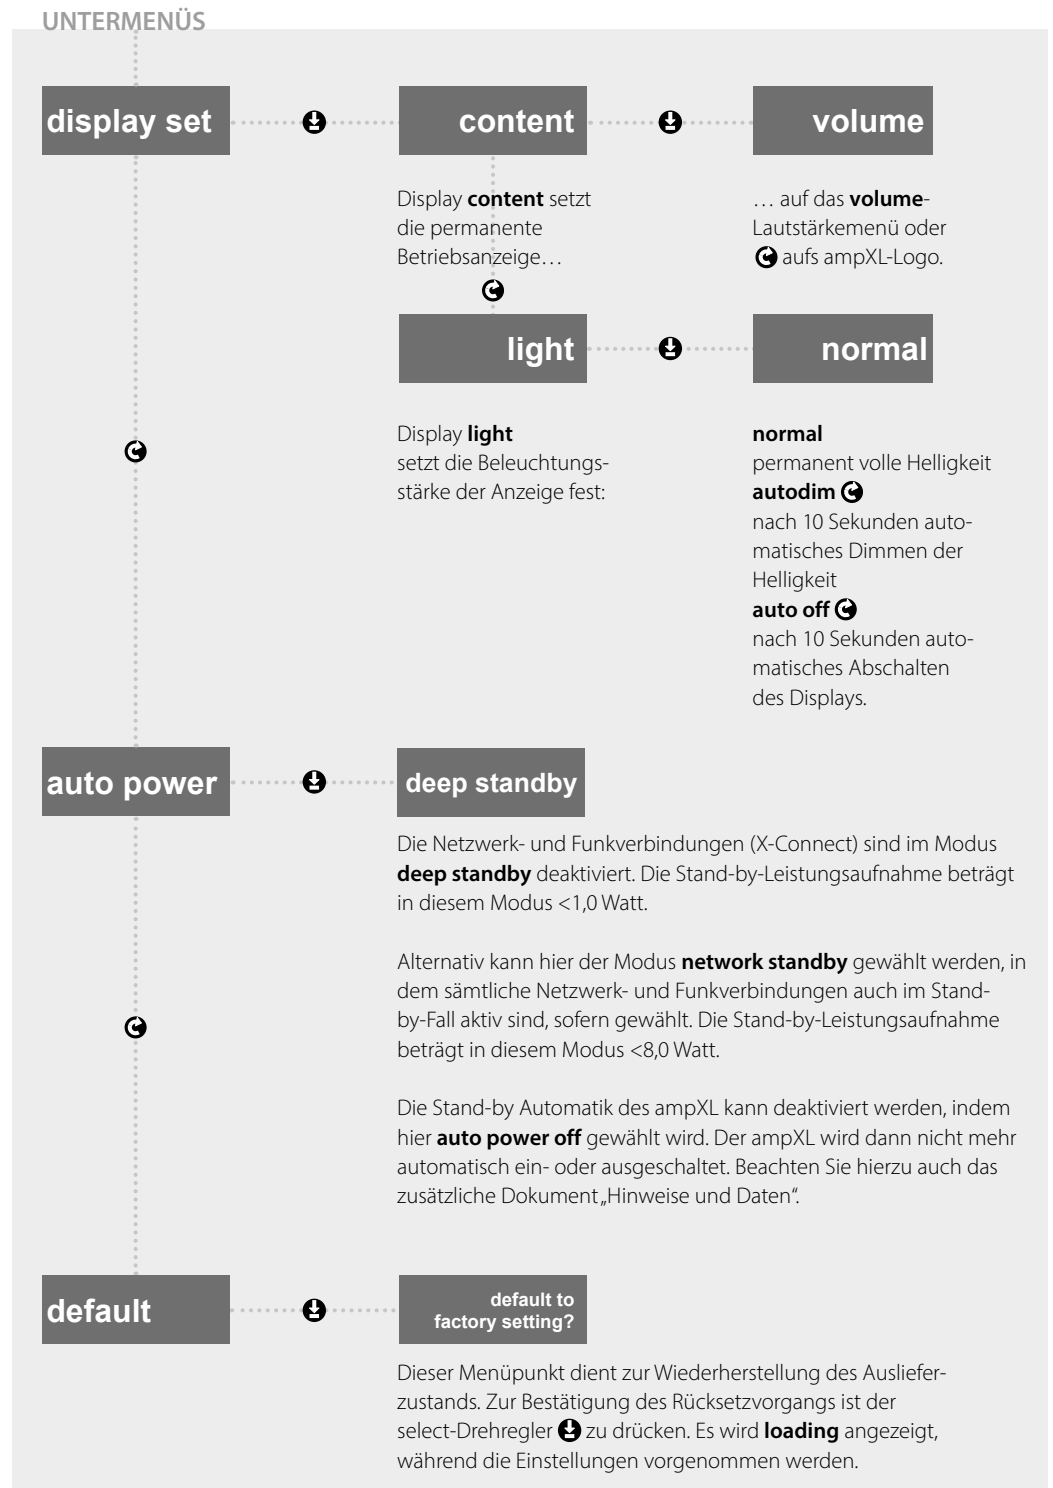 UNTERMENÜS
display set
content
volume
Display content setzt
die permanente
Betriebsanzeige…
… auf das volume-
Lautstärkemenü oder
aufs ampXL-Logo.
light
normal
Display light
setzt die Beleuchtungs-
stärke der Anzeige fest:
normal
permanent volle Helligkeit
autodim
nach 10 Sekunden auto-
matisches Dimmen der
Helligkeit
auto off
nach 10 Sekunden auto-
matisches Abschalten
des Displays.
auto power
deep standby
Die Netzwerk- und Funkverbindungen (X-Connect) sind im Modus
deep standby deaktiviert. Die Stand-by-Leistungsaufnahme beträgt
in diesem Modus <1,0 Watt.
Alternativ kann hier der Modus network standby gewählt werden, in
dem sämtliche Netzwerk- und Funkverbindungen auch im Stand-
by-Fall aktiv sind, sofern gewählt. Die Stand-by-Leistungsaufnahme
beträgt in diesem Modus <8,0 Watt.
Die Stand-by Automatik des ampXL kann deaktiviert werden, indem
hier auto power off gewählt wird. Der ampXL wird dann nicht mehr
automatisch ein- oder ausgeschaltet. Beachten Sie hierzu auch das
zusätzliche Dokument „Hinweise und Daten“.
default
default to
factory setting?
Dieser Menüpunkt dient zur Wiederherstellung des Ausliefer-
zustands. Zur Bestätigung des Rücksetzvorgangs ist der
select-Drehregler zu drücken. Es wird loading angezeigt,
während die Einstellungen vorgenommen werden.